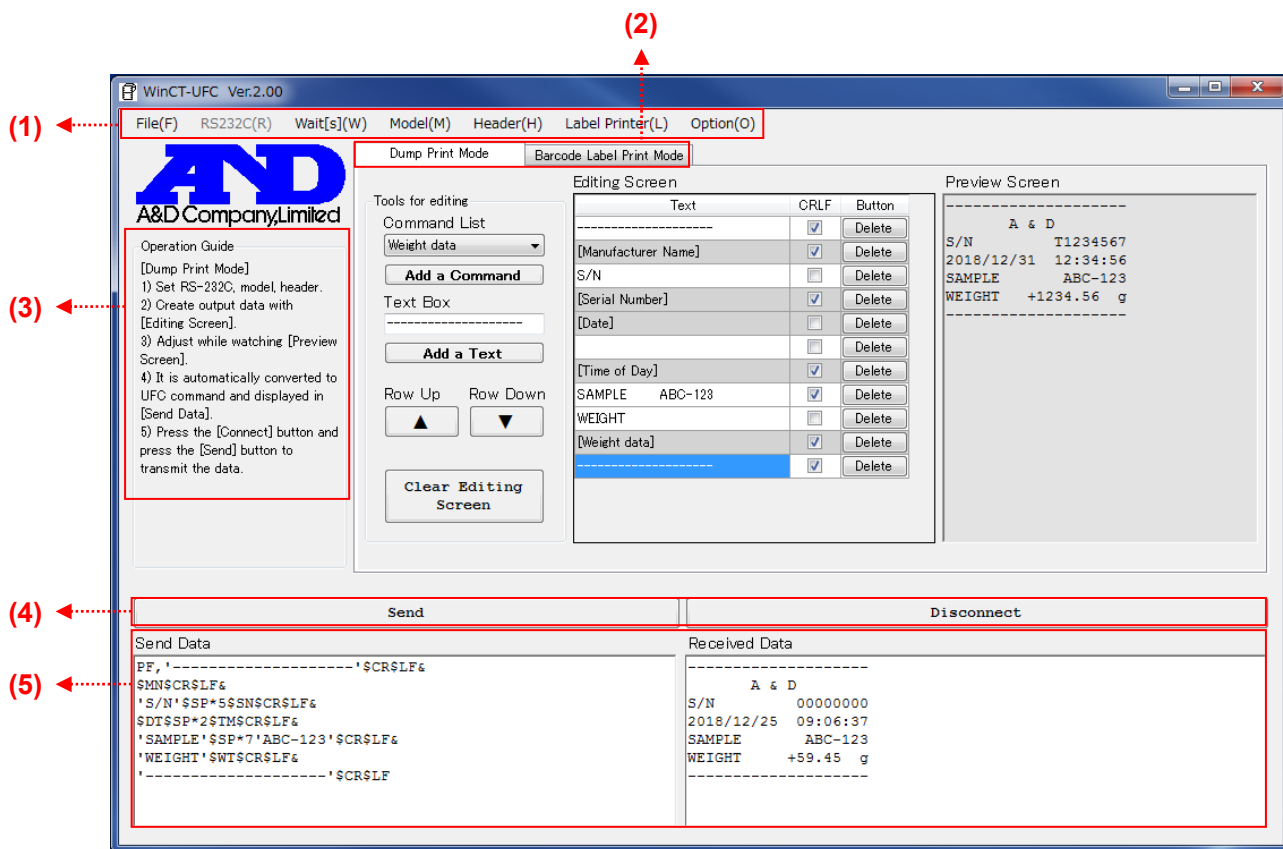 (2)
WinCT-UFC Ver.2.00
(1)
File(F) RS232C(R) Wait[s](W) Model(M) Header(H) Label Printer(L) Option(O)
AND
A&D Company,Limited
Dump Print Mode Barcode Label Print Mode
(3)
Operation Guide
[Dump Print Mode]
1) Set RS-232C, model, header.
2) Create output data with
[Editing Screen].
3) Adjust while watching [Preview
Screen].
4) It is automatically converted to
UFC command and displayed in
[Send Data].
5) Press the [Connect] button and
press the [Send] button to
transmit the data.
Tools for editing
Command List
Weight data
Add a Command
Text Box
--------------------
Add a Text
Row Up Row Down
▲ ▼
Clear Editing
Screen
Editing Screen
Text CRLF Button
-------------------- Delete
[Manufacturer Name] Delete
S/N Delete
[Serial Number] Delete
[Date] Delete
Delete
[Time of Day] Delete
SAMPLE ABC-123 Delete
WEIGHT Delete
[Weight data] Delete
-------------------- Delete
Preview Screen
--------------------
A & D
S/N T1234567
2018/12/31 12:34:56
SAMPLE ABC-123
WEIGHT +1234.56 g
--------------------
(4)
Send Disconnect
(5)
Send Data
PF,'--------------------'$CR$LF&
$MN$CR$LF&
'S/N'$SP*5$SN$CR$LF&
$DT$SP*2$TM$CR$LF&
'SAMPLE'$SP*7'ABC-123'$CR$LF&
'WEIGHT'$WT$CR$LF&
'--------------------'$CR$LF
Received Data
--------------------
A & D
S/N 00000000
2018/12/25 09:06:37
SAMPLE ABC-123
WEIGHT +59.45 g
--------------------